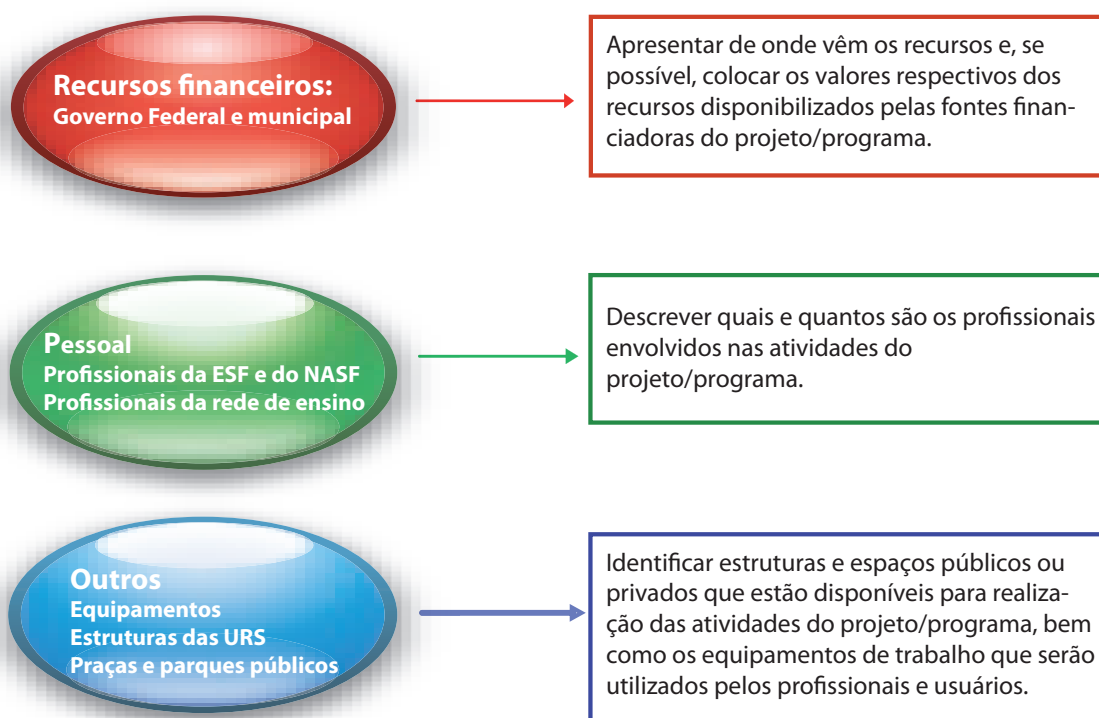 Recursos financeiros:
Governo Federal e municipal
Apresentar de onde vêm os recursos e, se
possível, colocar os valores respectivos dos
recursos disponibilizados pelas fontes finan-
ciadoras do projeto/programa.
Pessoal
Profissionais da ESF e do NASF
Profissionais da rede de ensino
Descrever quais e quantos são os profissionais
envolvidos nas atividades do
projeto/programa.
Outros
Equipamentos
Estruturas das URS
Praças e parques públicos
Identificar estruturas e espaços públicos ou
privados que estão disponíveis para realiza-
ção das atividades do projeto/programa, bem
como os equipamentos de trabalho que serão
utilizados pelos profissionais e usuários.